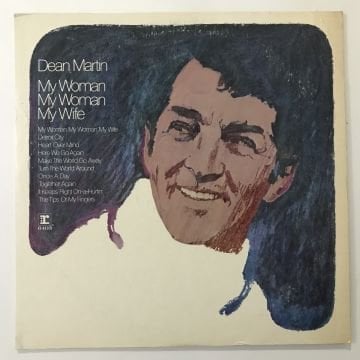 Dean Martin
My Woman
My Woman
My Wife
My Woman, My Woman, My Wife
Detroit City
Heart Over Mind
Here We Go Again
Make The World Go Away
Turn The World Around
Once A Day
Together Again
It Keeps Right On a-Hurtin'
The Tips Of My Fingers